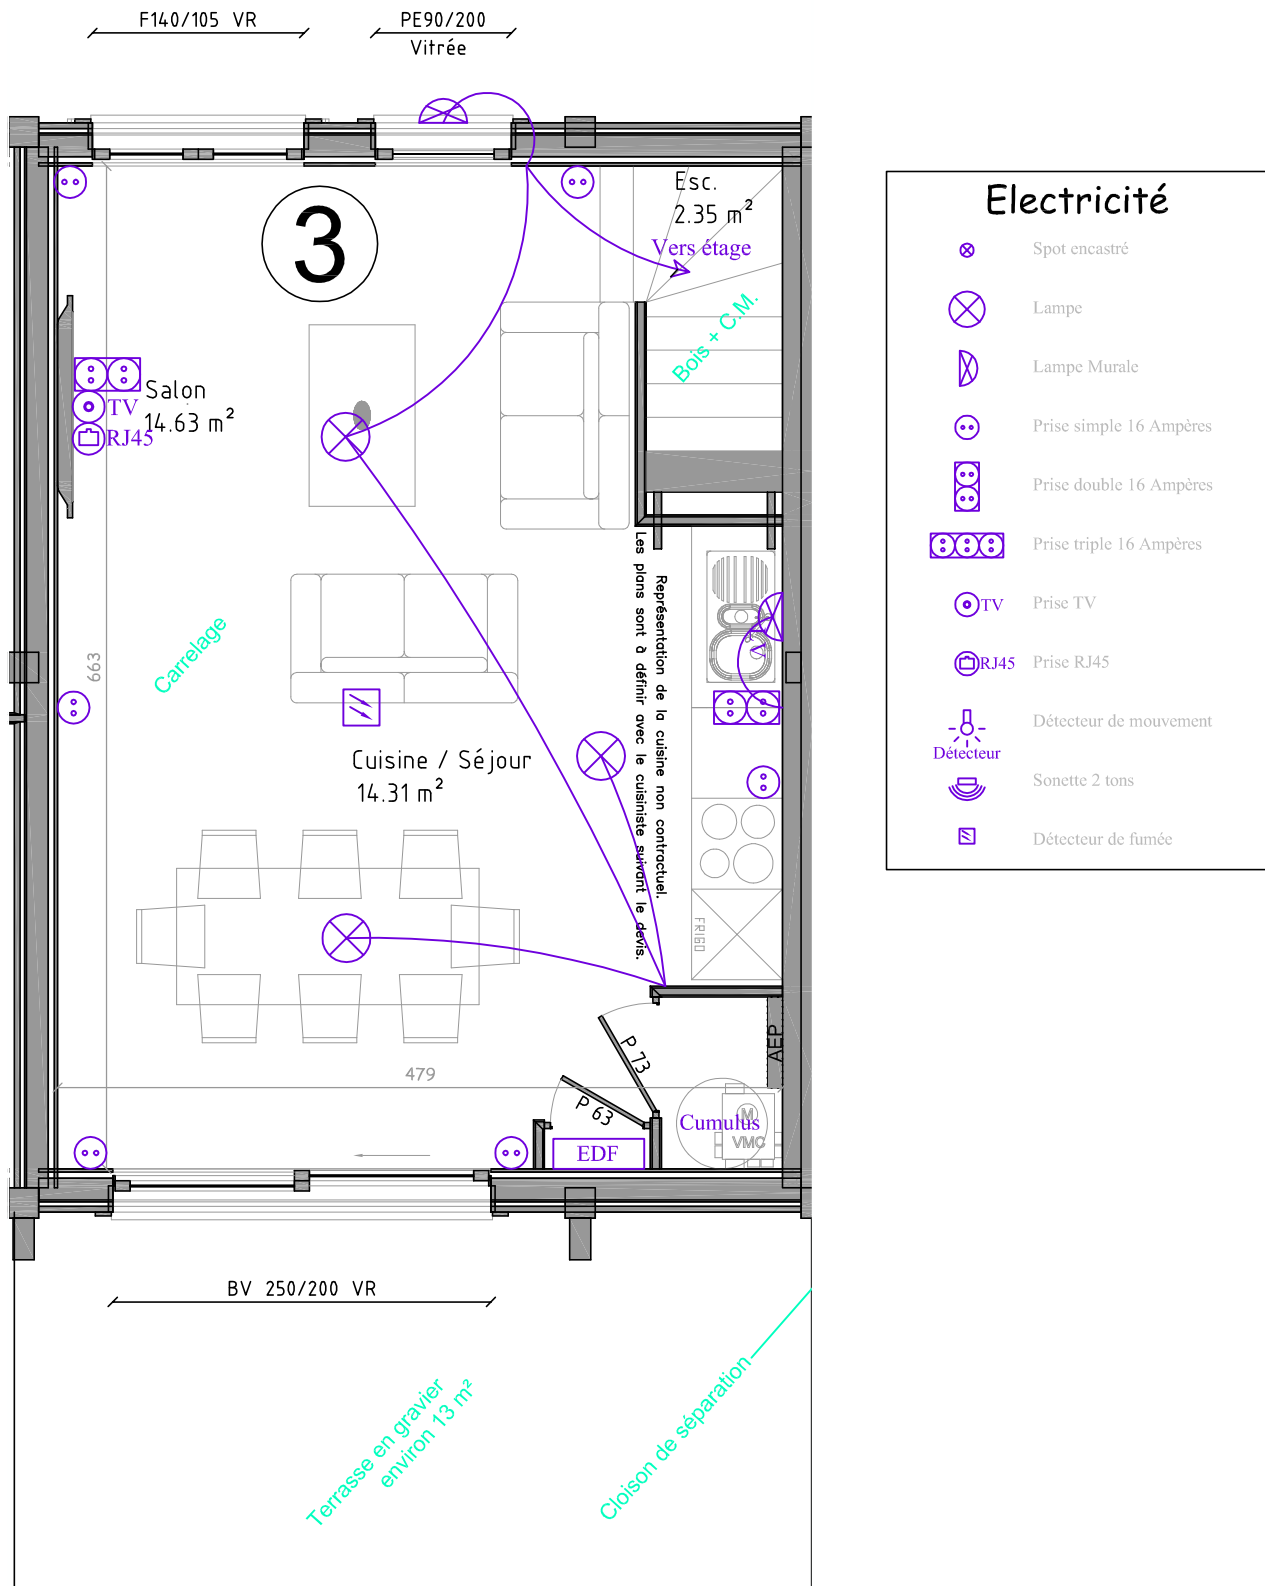 F140/105 VR
PE90/200
Vitrée
Esc.
2.35 m²
Vers étage
3
Bois + C.M.
Salon
14.63 m²
TV
RJ45
Représentation de la cuisine non contractuel.
Les plans sont à définir avec le cuisiniste suivant le devis.
Carrelage
663
Cuisine / Séjour
14.31 m²
FRIGO
AEP
P 73
479
P 63
Cumulus
M
VMC
EDF
BV 250/200 VR
Terrasse en gravier
environ 13 m²
Cloison de séparation
Electricité
Spot encastré
Lampe
Lampe Murale
Prise simple 16 Ampères
Prise double 16 Ampères
Prise triple 16 Ampères
TV
Prise TV
RJ45
Prise RJ45
Détecteur de mouvement
Détecteur
Sonette 2 tons
Détecteur de fumée